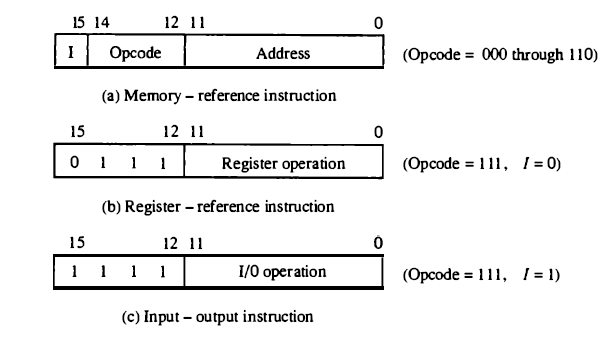 15 14 12 11 0
I Opcode Address (Opcode = 000 through 110)
(a) Memory – reference instruction
15 12 11 0
0 1 1 1 Register operation (Opcode = 111, I = 0)
(b) Register – reference instruction
15 12 11 0
1 1 1 1 I/0 operation (Opcode = 111, I = 1)
(c) Input – output instruction